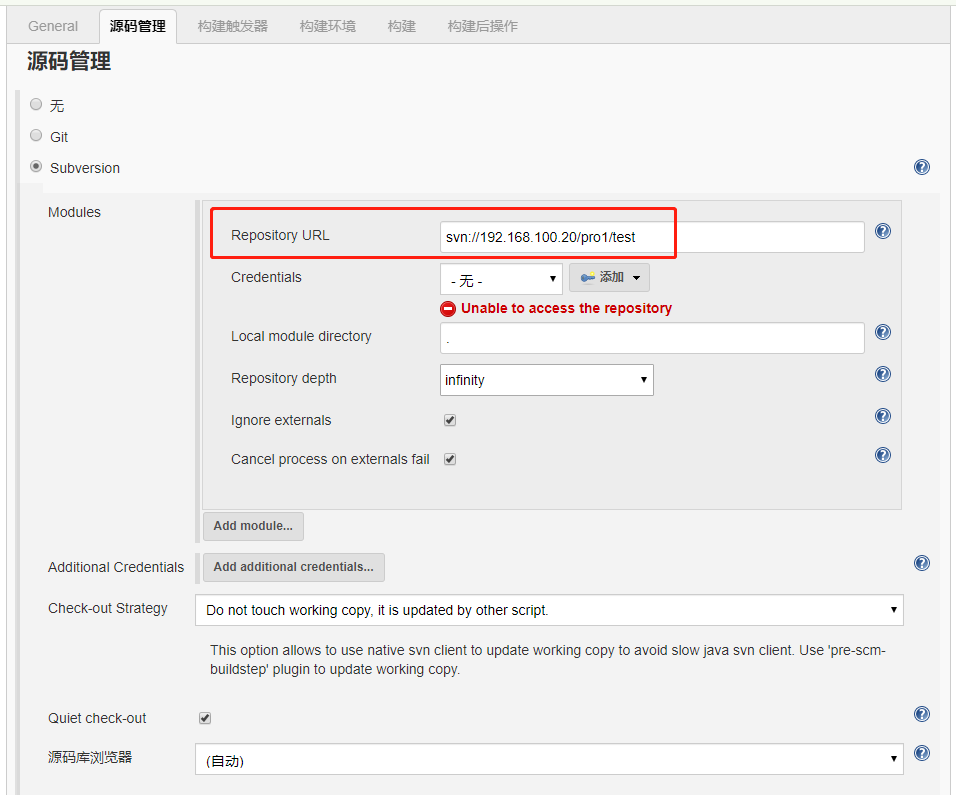 General 源码管理 构建触发器 构建环境 构建 构建后操作
源码管理
无
Git
Subversion
Modules
Repository URL svn://192.168.100.20/pro1/test
Credentials - 无 - 添加
Unable to access the repository
Local module directory .
Repository depth infinity
Ignore externals
Cancel process on externals fail
Add module...
Additional Credentials Add additional credentials...
Check-out Strategy Do not touch working copy, it is updated by other script.
This option allows to use native svn client to update working copy to avoid slow java svn client. Use 'pre-scm-
buildstep' plugin to update working copy.
Quiet check-out
源码库浏览器 (自动)